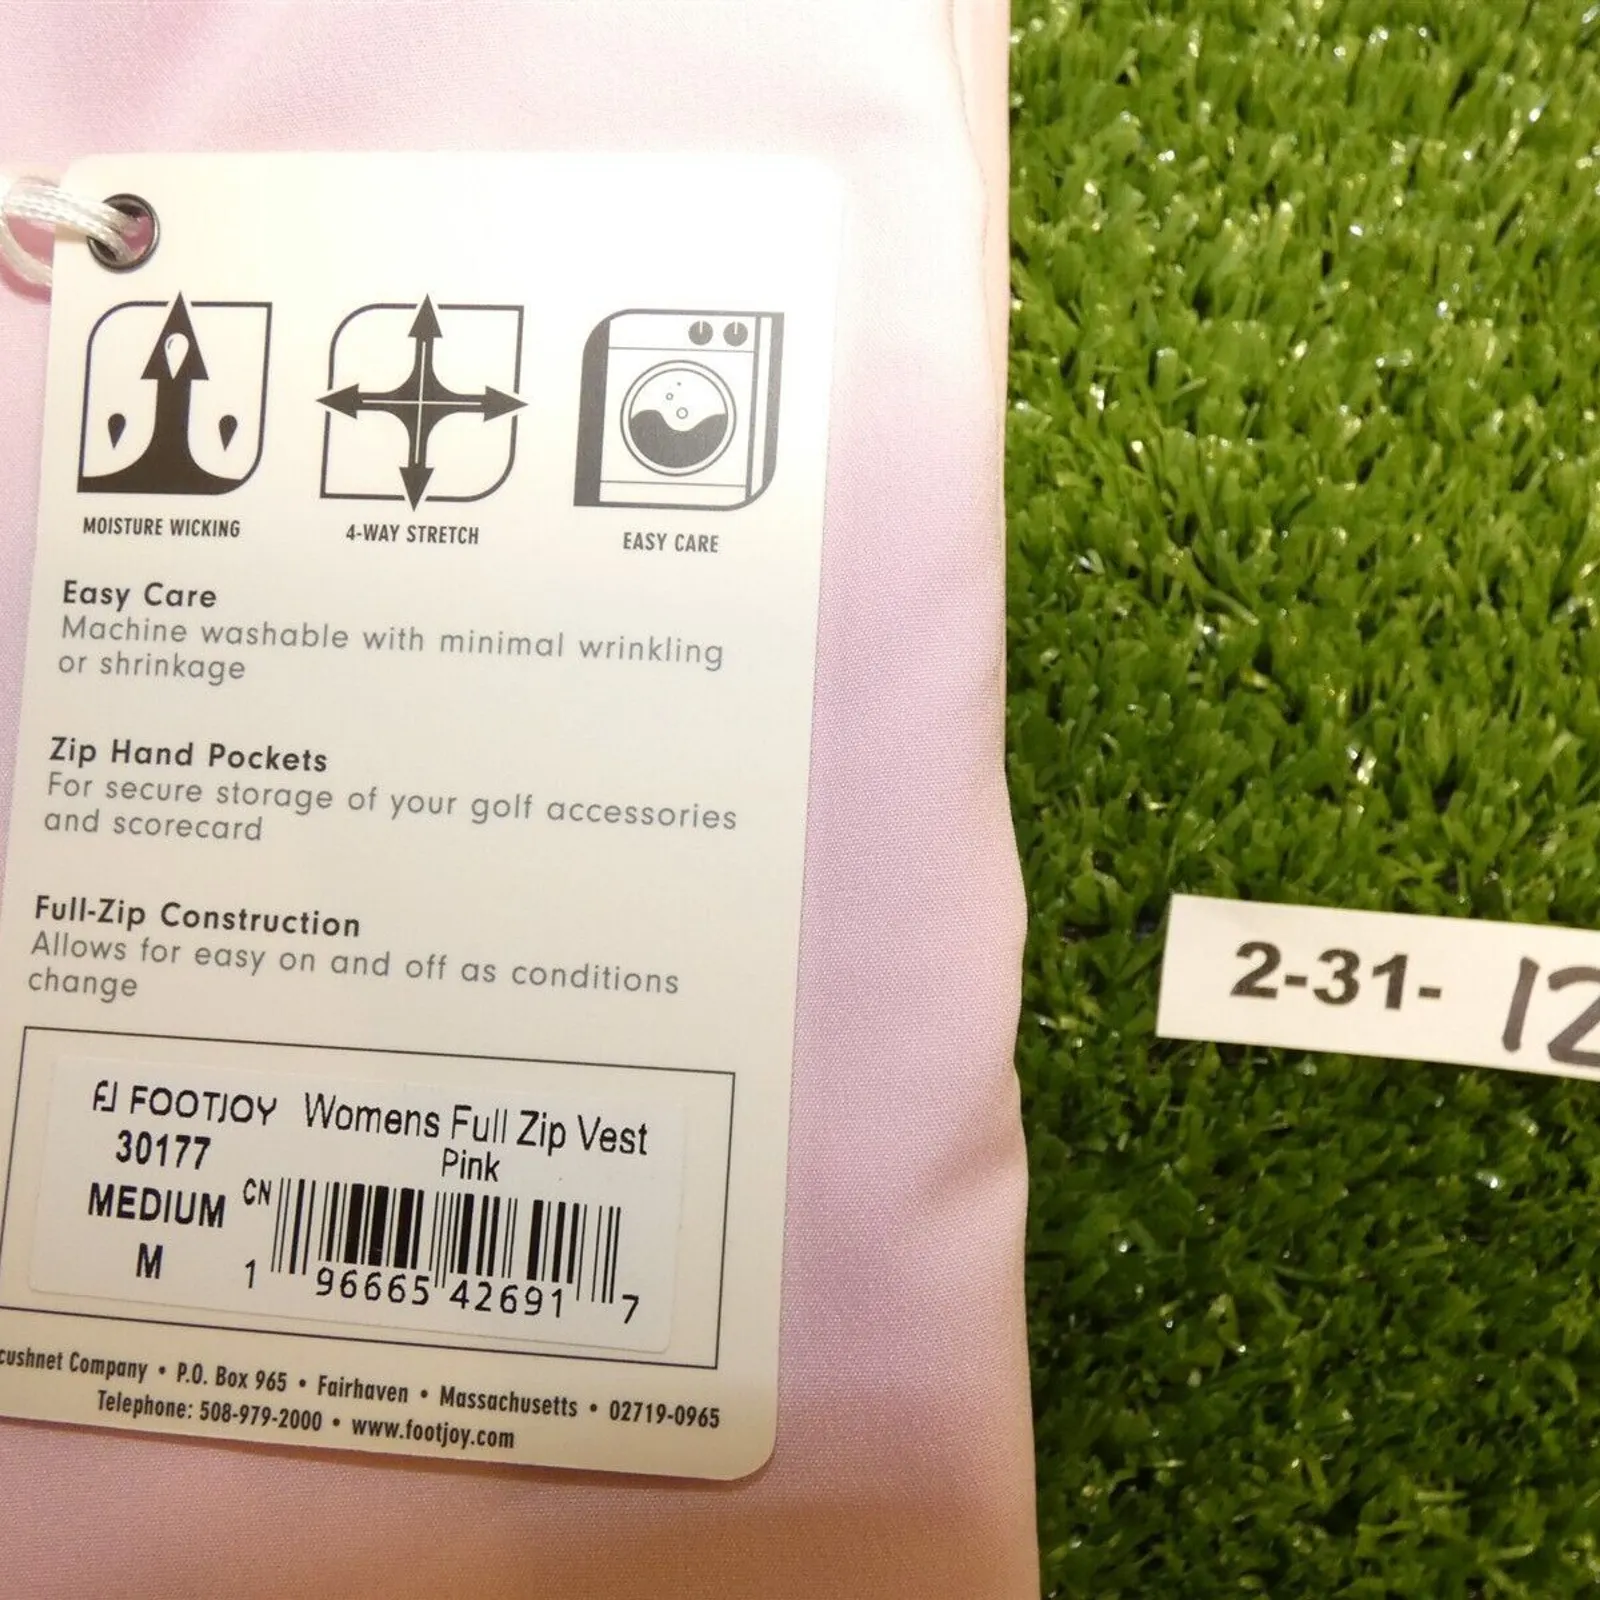 MOISTURE WICKING
4-WAY STRETCH
EASY CARE
Easy Care
Machine washable with minimal wrinkling
or shrinkage
Zip Hand Pockets
For secure storage of your golf accessories
and scorecard
Full-Zip Construction
Allows for easy on and off as conditions
change
FJ FOOTJOY Womens Full Zip Vest
30177 Pink
MEDIUM CN
M
1 96665 42691 7
Company • P.O. Box 965 • Fairhaven • Massachusetts • 02719-0965
Telephone: 508-979-2000 • www.footjoy.com
2-31- 12